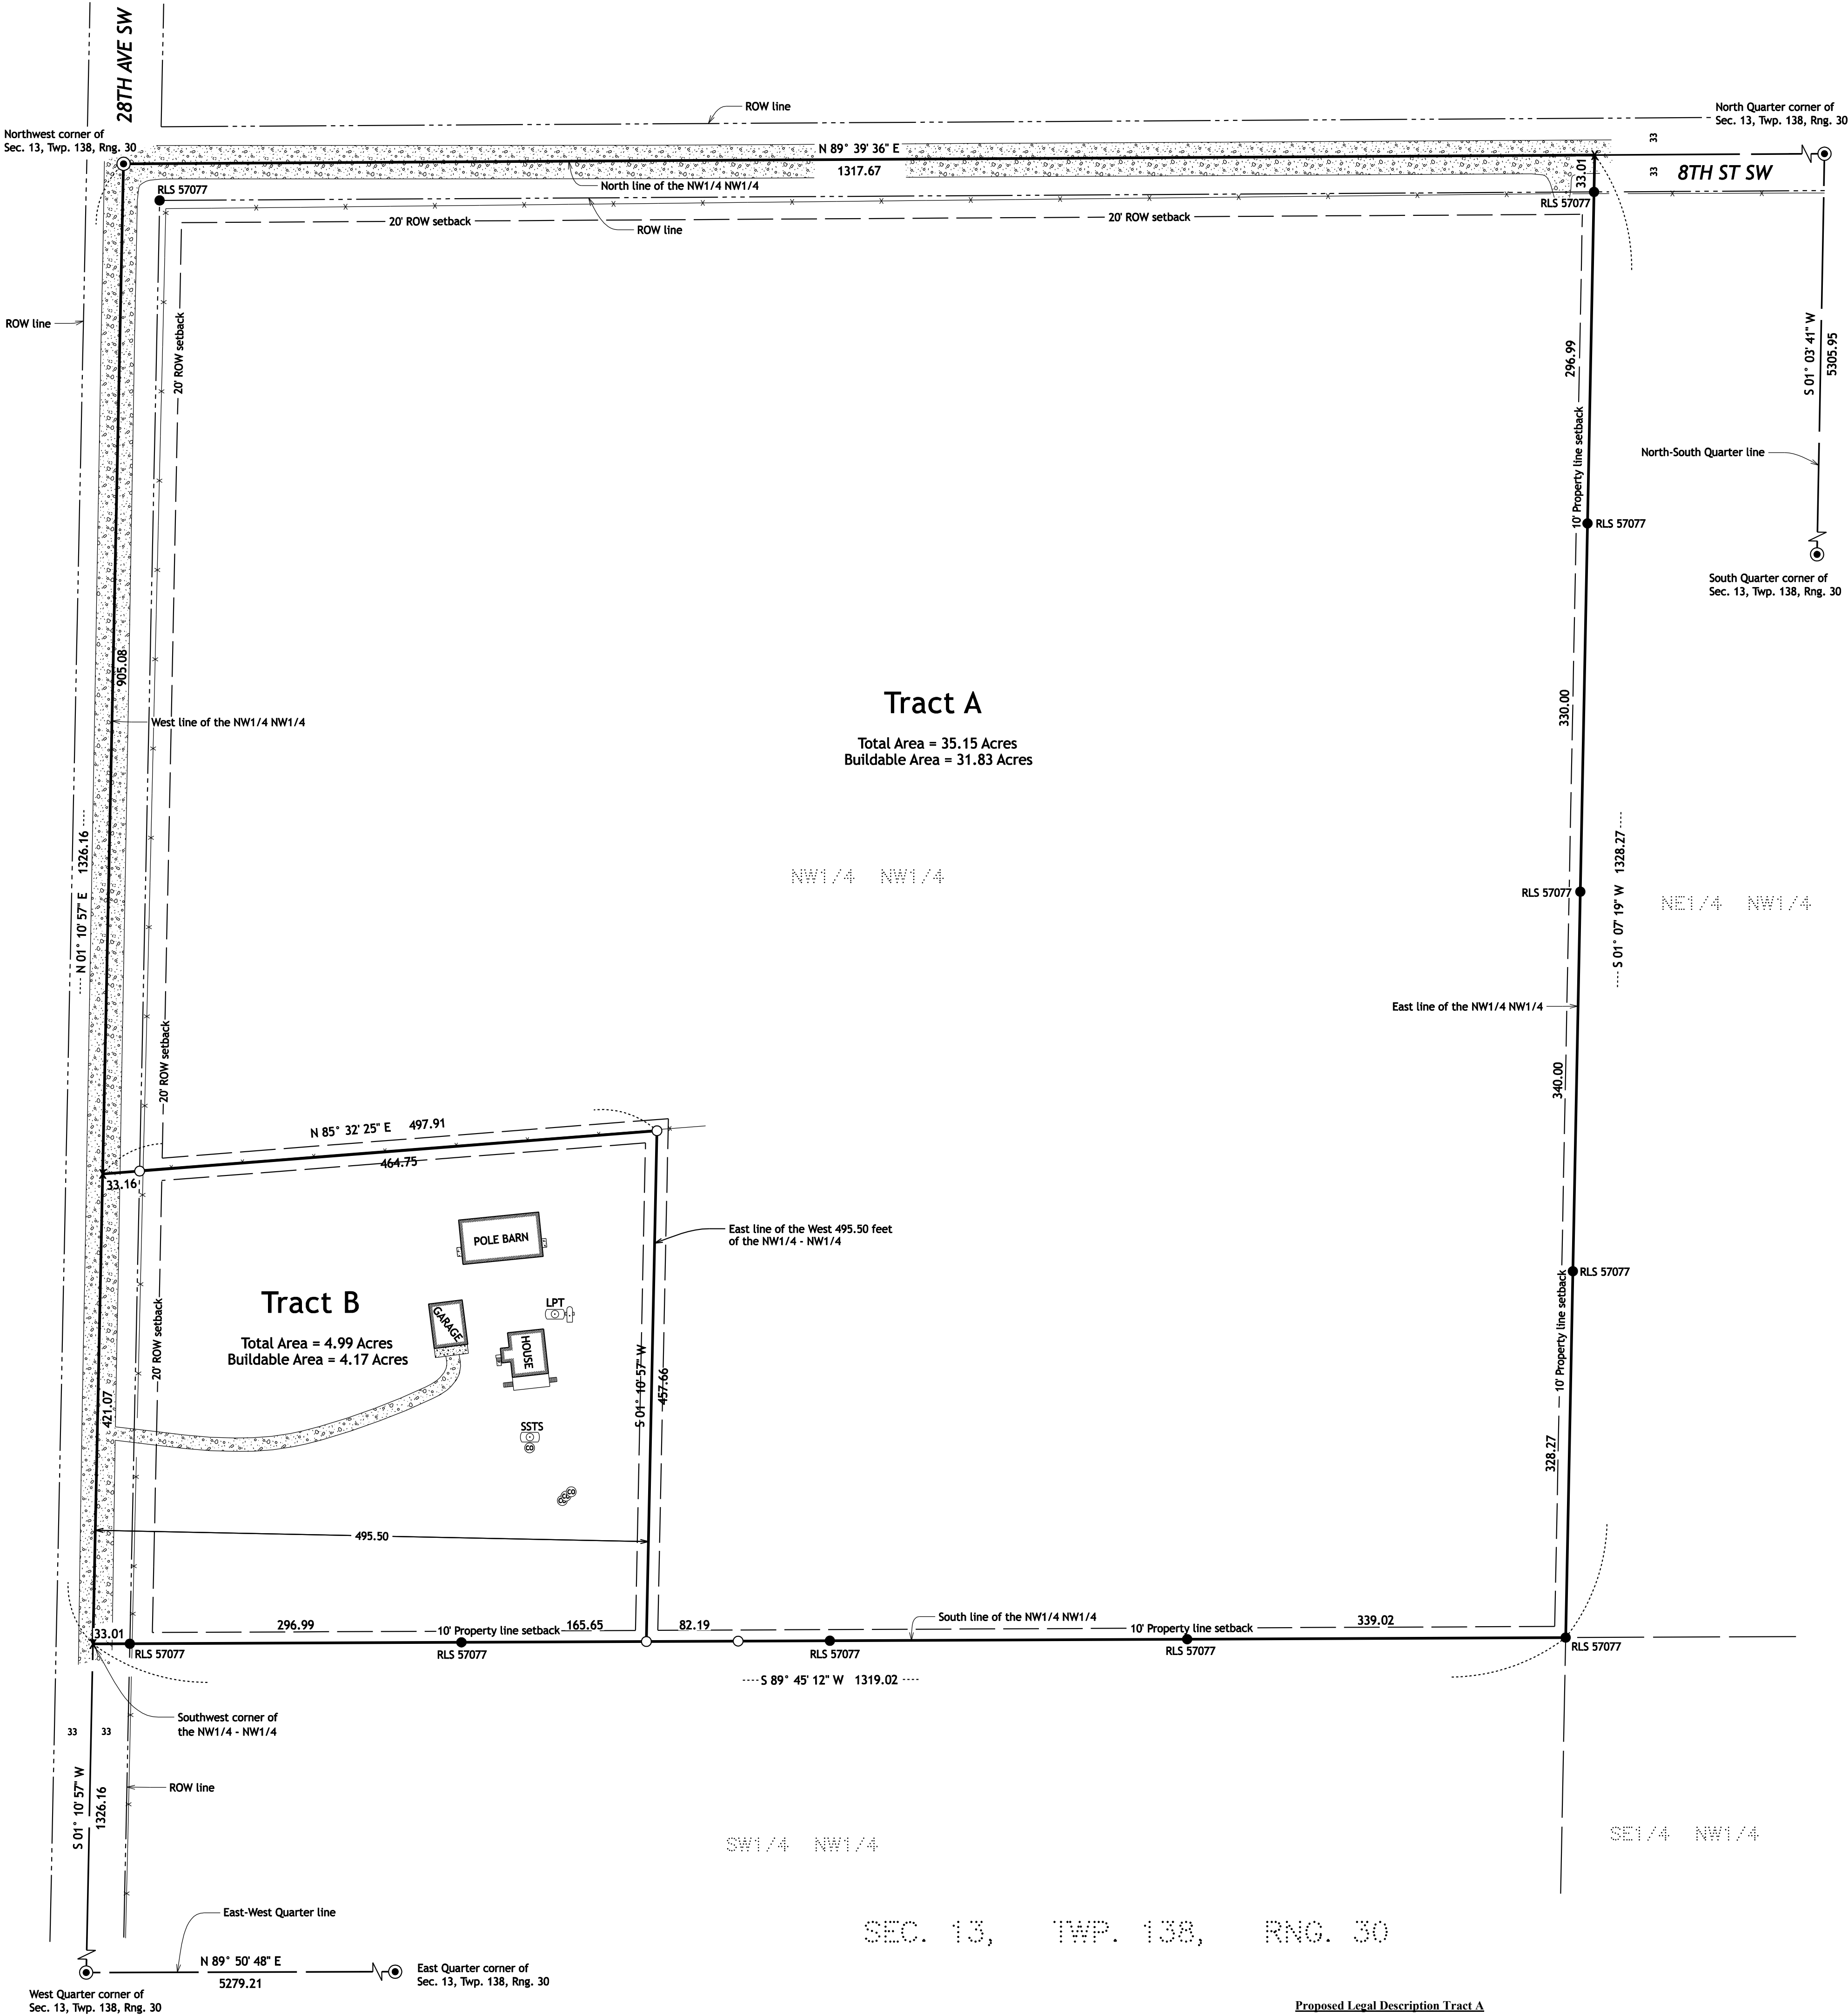 28TH AVE SW
ROW line
North Quarter corner of
Sec. 13, Twp. 138, Rng. 30
Northwest corner of
Sec. 13, Twp. 138, Rng. 30
N 89° 39' 36" E
1317.67
33
33
33.01
8TH ST SW
RLS 57077
North line of the NW1/4 NW1/4
RLS 57077
20' ROW setback
ROW line
20' ROW setback
ROW line
20' ROW setback
296.99
S 01° 03' 41" W
5305.95
10' Property line setback
North-South Quarter line
RLS 57077
South Quarter corner of
Sec. 13, Twp. 138, Rng. 30
905.08
West line of the NW1/4 NW1/4
Tract A
Total Area = 35.15 Acres
Buildable Area = 31.83 Acres
330.00
N 01° 10' 57" E 1326.16
NW1/4 NW1/4
RLS 57077
S 01° 07' 19" W 1328.27
NE1/4 NW1/4
East line of the NW1/4 NW1/4
20' ROW setback
340.00
N 85° 32' 25" E 497.91
464.75
33.16
POLE BARN
East line of the West 495.50 feet
of the NW1/4 - NW1/4
RLS 57077
Tract B
Total Area = 4.99 Acres
Buildable Area = 4.17 Acres
20' ROW setback
GARAGE
LPT
HOUSE
S 01° 10' 57" W
457.66
10' Property line setback
421.07
SSTS
CO
328.27
CO
495.50
33.01
296.99
10' Property line setback
165.65
82.19
South line of the NW1/4 NW1/4
10' Property line setback
339.02
RLS 57077
RLS 57077
RLS 57077
RLS 57077
RLS 57077
S 89° 45' 12" W 1319.02
Southwest corner of
the NW1/4 - NW1/4
33
33
S 01° 10' 57" W
1326.16
ROW line
SW1/4 NW1/4
SE1/4 NW1/4
East-West Quarter line
SEC. 13, TWP. 138, RNG. 30
N 89° 50' 48" E
5279.21
East Quarter corner of
Sec. 13, Twp. 138, Rng. 30
West Quarter corner of
Sec. 13, Twp. 138, Rng. 30
Proposed Legal Description Tract A